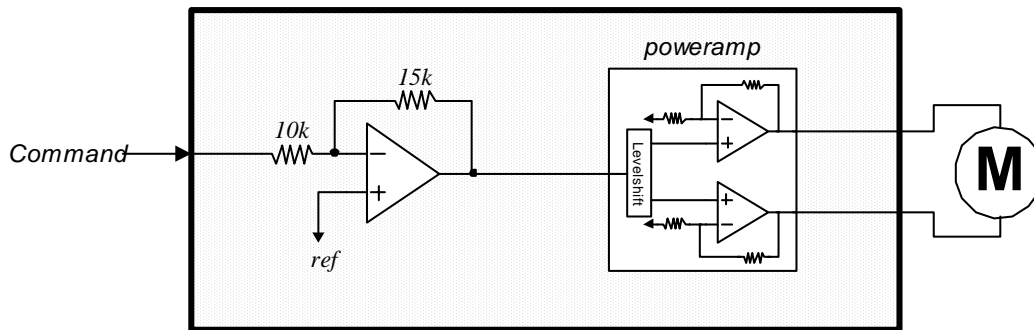 poweramp
15k
10k
Command
−
+
ref
Levelshift
−
+
+
−
M